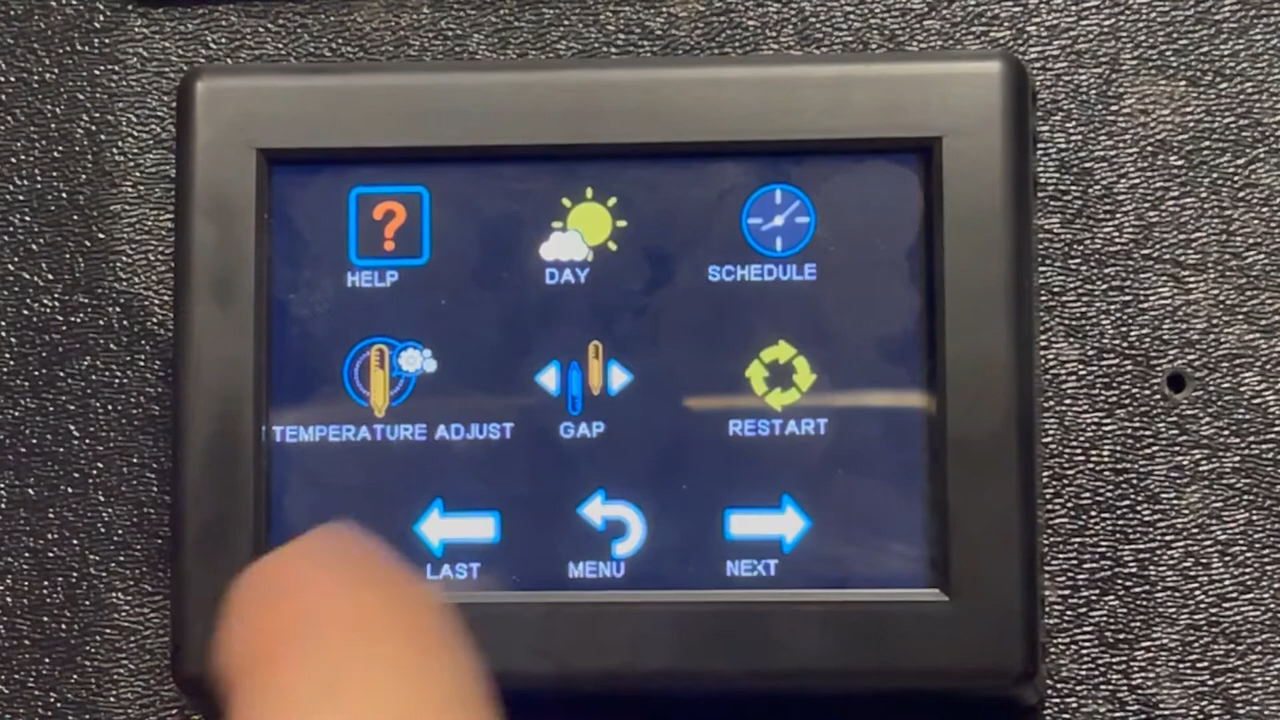 ?
HELP
DAY
SCHEDULE
TEMPERATURE ADJUST
GAP
RESTART
LAST
MENU
NEXT